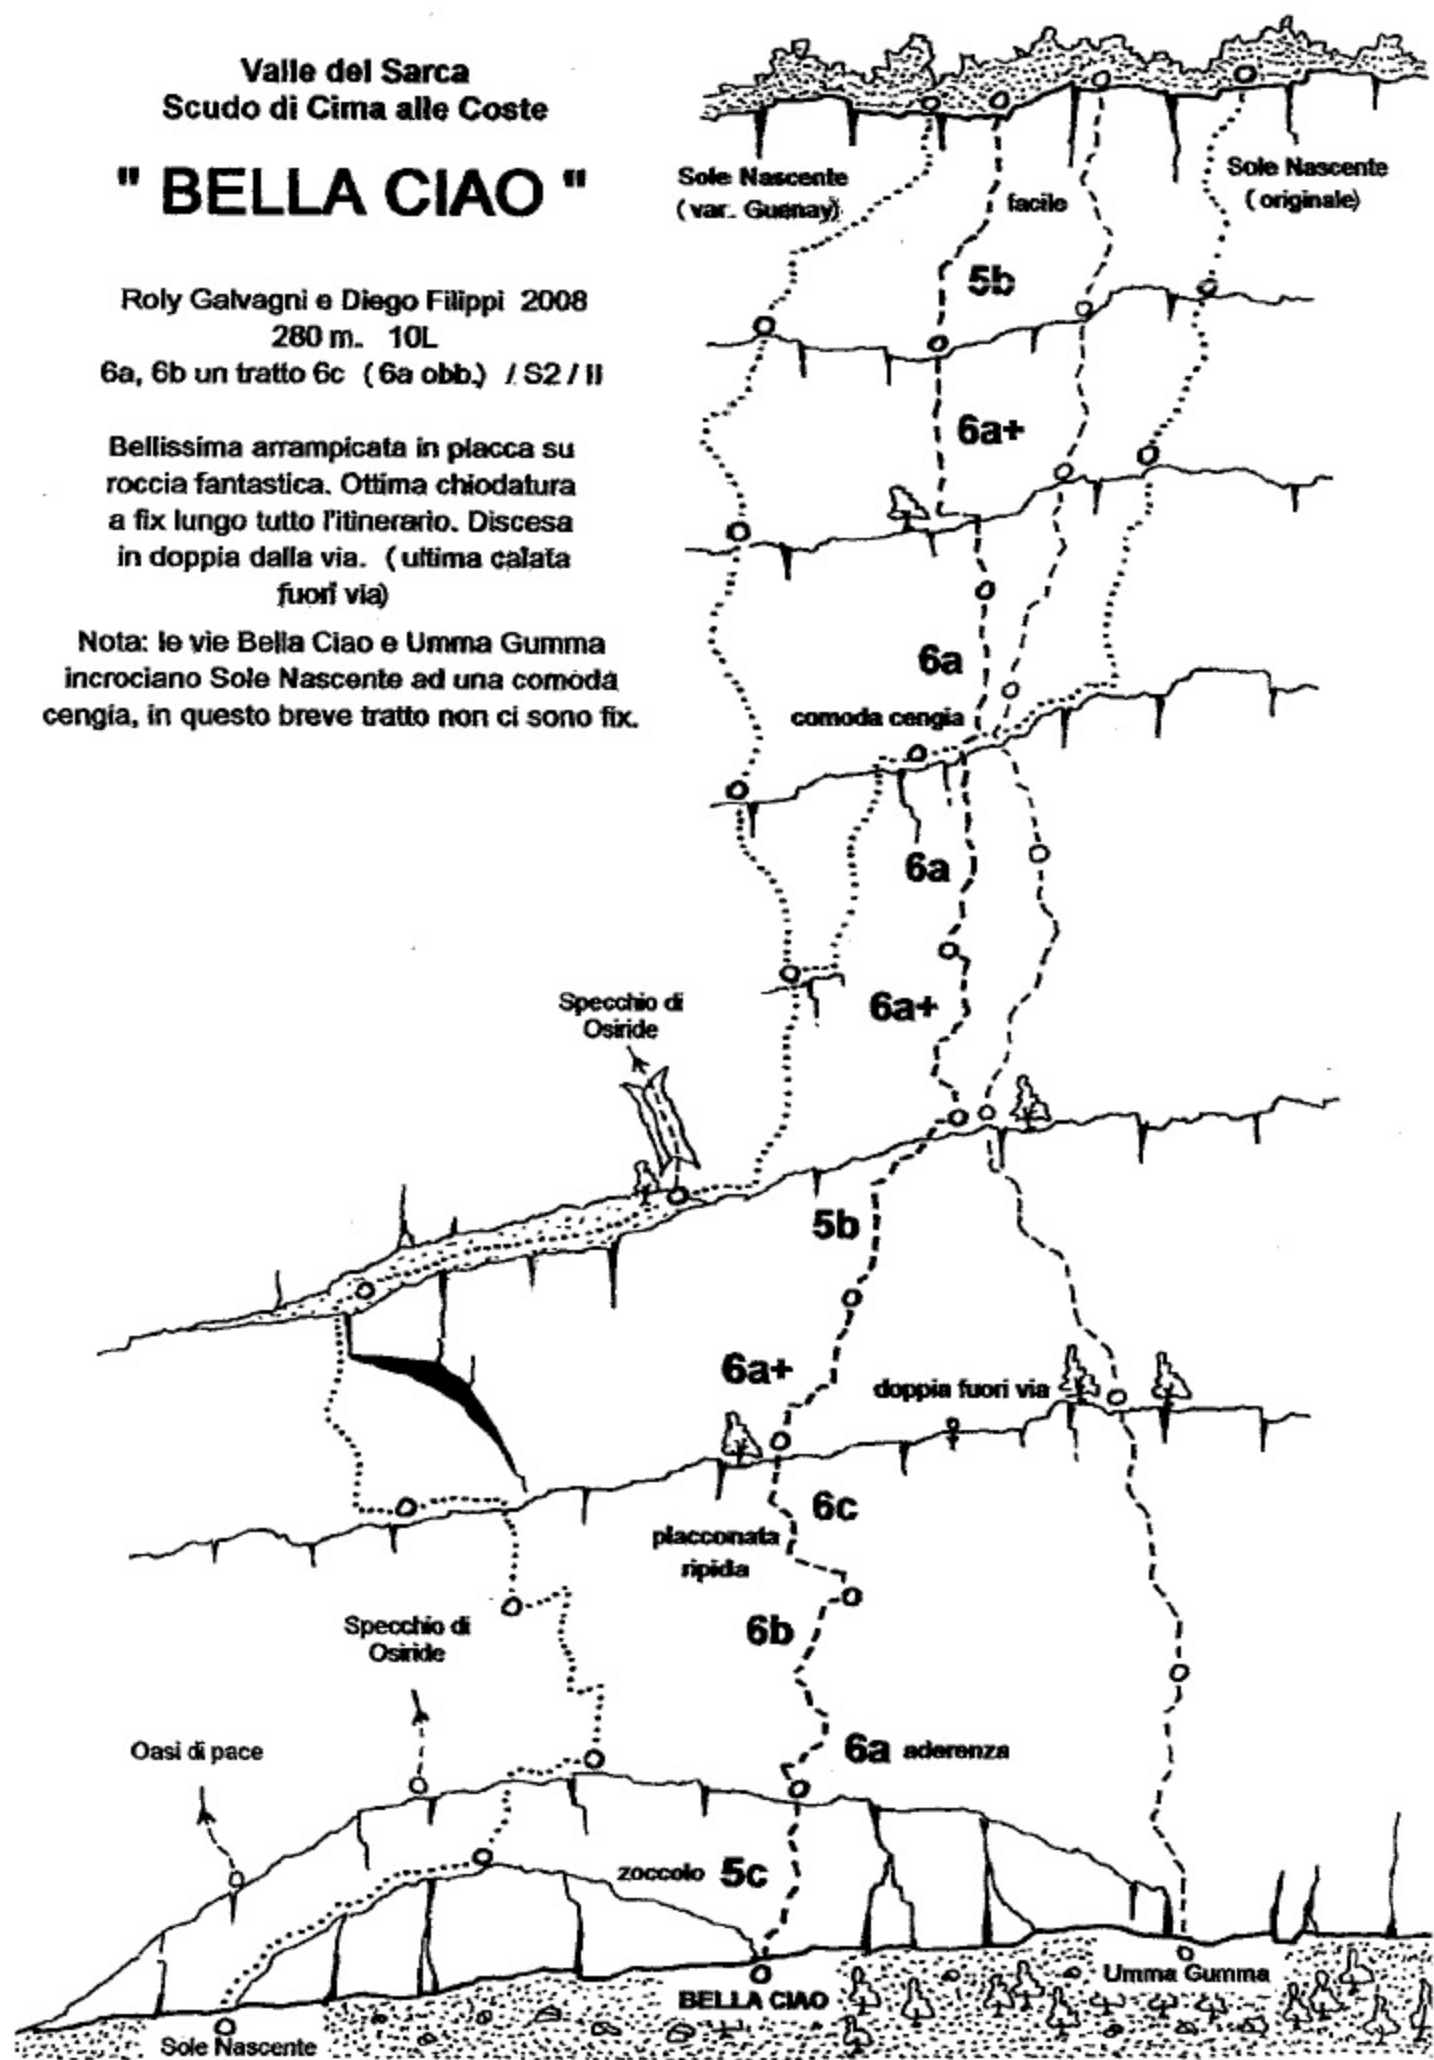 Valle del Sarca
Scudo di Cima alle Coste
" BELLA CIAO "
Roly Galvagni e Diego Filippi 2008
280 m. 10L
6a, 6b un tratto 6c ( 6a obb.) / S2 / II
Bellissima arrampicata in placca su
roccia fantastica. Ottima chiodatura
a fix lungo tutto l'itinerario. Discesa
in doppia dalla via. ( ultima calata
fuori via)
Nota: le vie Bella Ciao e Umma Gumma
incrociano Sole Nascente ad una comoda
cengia, in questo breve tratto non ci sono fix.
Sole Nascente
( var. Guenay)
facile
Sole Nascente
( originale)
5b
6a+
6a
comoda cengia
6a
6a+
Specchio di
Osiride
5b
6a+
doppia fuori via
6c
placconata
ripida
6b
Specchio di
Osiride
Oasi di pace
6a aderenza
zoccolo 5c
Umma Gumma
BELLA CIAO
Sole Nascente